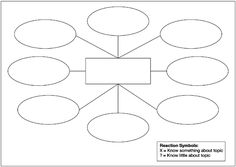 Reaction Symbols:
X = Know something about topic
? = Know little about topic